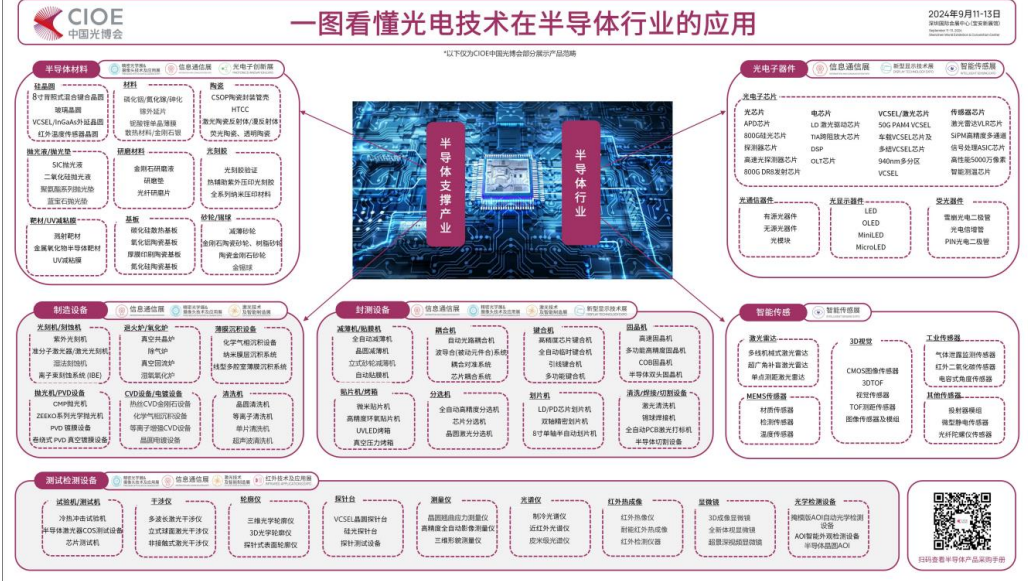 CIOE
中国光博会
一图看懂光电技术在半导体行业的应用
2024年9月11-13日
深圳国际会展中心(宝安新展馆)
*以下仅为CIOE中国光博会部分展示产品范畴
半导体材料
信息通信展
光电子创新展
硅晶圆
8寸背照式混合键合晶圆
玻璃晶圆
VCSEL/InGaAs外延晶圆
红外温度传感器晶圆
材料
磷化铟/氮化镓/砷化
镓外延片
铌酸锂单晶薄膜
散热材料/金刚石铜
陶瓷
CSOP陶瓷封装管壳
HTCC
激光陶瓷反射体/漫反射体
荧光陶瓷、透明陶瓷
抛光液/抛光垫
SIC抛光液
二氧化硅抛光液
聚氨酯系列抛光垫
蓝宝石抛光垫
研磨材料
金刚石研磨液
研磨垫
光纤研磨片
光刻胶
光刻胶验证
热辅助紫外压印光刻胶
全系列纳米压印材料
靶材/UV减粘膜
溅射靶材
金属氧化物半导体靶材
UV减粘膜
基板
碳化硅散热基板
氧化铝陶瓷基板
厚膜印刷陶瓷基板
氮化硅陶瓷基板
砂轮/锡球
减薄砂轮
金刚石陶瓷砂轮、树脂砂轮
陶瓷金刚石砂轮
金锡球
半导体支撑产业
半导体行业
光电子器件
信息通信展
新型显示技术展
智能传感展
光电子芯片
光芯片
APD芯片
800G硅光芯片
探测器芯片
高速光探测器芯片
800G DR8发射芯片
电芯片
LD 激光驱动芯片
TIA跨阻放大芯片
DSP
OLT芯片
VCSEL/激光芯片
50G PAM4 VCSEL
车载VCSEL芯片及
多结VCSEL芯片
940nm多分区
VCSEL
传感器芯片
激光雷达VLR芯片
SiPM高精度多通道
信号处理ASIC芯片
高性能5000万像素
智能测温芯片
光通信器件
有源光器件
无源光器件
光模块
光显示器件
LED
OLED
MiniLED
MicroLED
受光器件
雪崩光电二极管
光电倍增管
PIN光电二极管
制造设备
信息通信展
光刻机/刻蚀机
紫外光刻机
准分子激光器/激光光刻机
湿法刻蚀机
离子束刻蚀系统 (IBE)
退火炉/氧化炉
真空共晶炉
除气炉
真空回流炉
湿氧氧化炉
薄膜沉积设备
化学气相沉积设备
纳米膜层沉积系统
线型多腔室薄膜沉积系统
抛光机/PVD设备
CMP抛光机
ZEEKO系列光学抛光机
PVD 镀膜设备
卷绕式 PVD 真空镀膜设备
CVD设备/电镀设备
热丝CVD金刚石设备
化学气相沉积设备
等离子增强CVD设备
晶圆电镀设备
清洗机
晶圆清洗机
等离子清洗机
单片清洗机
超声波清洗机
封测设备
信息通信展
新型显示技术展
减薄机/贴膜机
全自动减薄机
晶圆减薄机
立式砂轮减薄机
自动贴膜机
耦合机
自动光路耦合机
波导合(被动元件合)系统
耦合对准系统
芯片耦合系统
键合机
高精度芯片键合机
全自动临时键合机
引线键合机
多功能键合机
固晶机
高速固晶机
多功能高精度固晶机
COB固晶机
半导体双头固晶机
贴片机/烤箱
微米贴片机
高精度环氧贴片机
UVLED烤箱
真空压力烤箱
分选机
全自动高精度分选机
芯片分选机
晶圆激光分选机
划片机
LD/PD芯片划片机
双轴精密划片机
8寸单轴半自动划片机
清洗/焊接/切割设备
激光清洗机
锡球焊接机
全自动PCB激光打标机
半导体切割设备
智能传感
智能传感展
激光雷达
多线机械式激光雷达
超广角补盲激光雷达
单点测距激光雷达
MEMS传感器
材质传感器
检测传感器
温度传感器
3D视觉
CMOS图像传感器
3DTOF
视觉传感器
TOF测距传感器
图像传感器及模组
工业传感器
气体泄露监测传感器
红外二氧化碳传感器
电容式角度传感器
其他传感器
投射器模组
微型静电传感器
光纤陀螺仪传感器
测试检测设备
信息通信展
红外技术及应用展
试验机/测试机
冷热冲击试验机
半导体激光器COS测试设备
芯片测试机
干涉仪
多波长激光干涉仪
立式球面激光干涉仪
非接触式激光干涉仪
轮廓仪
三维光学轮廓仪
3D光学轮廓仪
探针式表面轮廓仪
探针台
VCSEL晶圆探针台
硅光探针台
探针测试设备
测量仪
晶圆翘曲应力测量仪
高精度全自动影像测量仪
三维形貌测量仪
光谱仪
制冷光谱仪
近红外光谱仪
皮米级光谱仪
红外热成像
红外热像仪
制冷红外热成像
红外检测仪器
显微镜
3D成像显微镜
全新体视显微镜
超景深视频显微镜
光学检测设备
掩模版AOI自动光学检测
设备
AOI智能外观检测设备
半导体晶圆AOI
扫码查看半导体产品采购手册